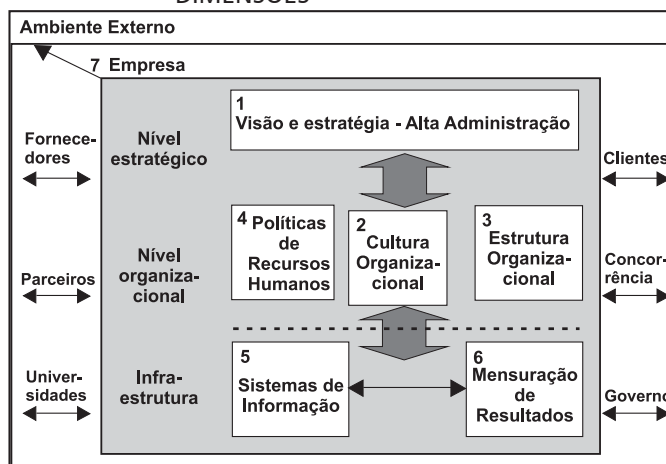 DIMENSÕES
Ambiente Externo
7 Empresa
1
Visão e estratégia - Alta Administração
Nível
estratégico
Fornece-
dores
Clientes
4 Políticas
de
Recursos
Humanos
2
Cultura
Organiza-
cional
3
Estrutura
Organiza-
cional
Nível
organiza-
cional
Parceiros
Concor-
rência
5
Sistemas de
Informação
6
Mensuração
de
Resultados
Infra-
estrutura
Univer-
sidades
Governo